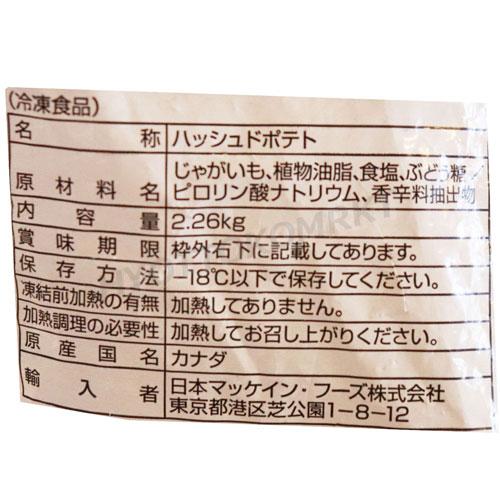 (冷凍食品)
名称 ハッシュドポテト
原材料名 じゃがいも、植物油脂、食塩、ぶどう糖/
ピロリン酸ナトリウム、香辛料抽出物
内容量 2.26kg
賞味期限 枠外右下に記載してあります。
保存方法 -18℃以下で保存してください。
凍結前加熱の有無 加熱してありません。
加熱調理の必要性 加熱してお召し上がりください。
原産国名 カナダ
輸入者 日本マッケイン・フーズ株式会社
東京都港区芝公園1-8-12